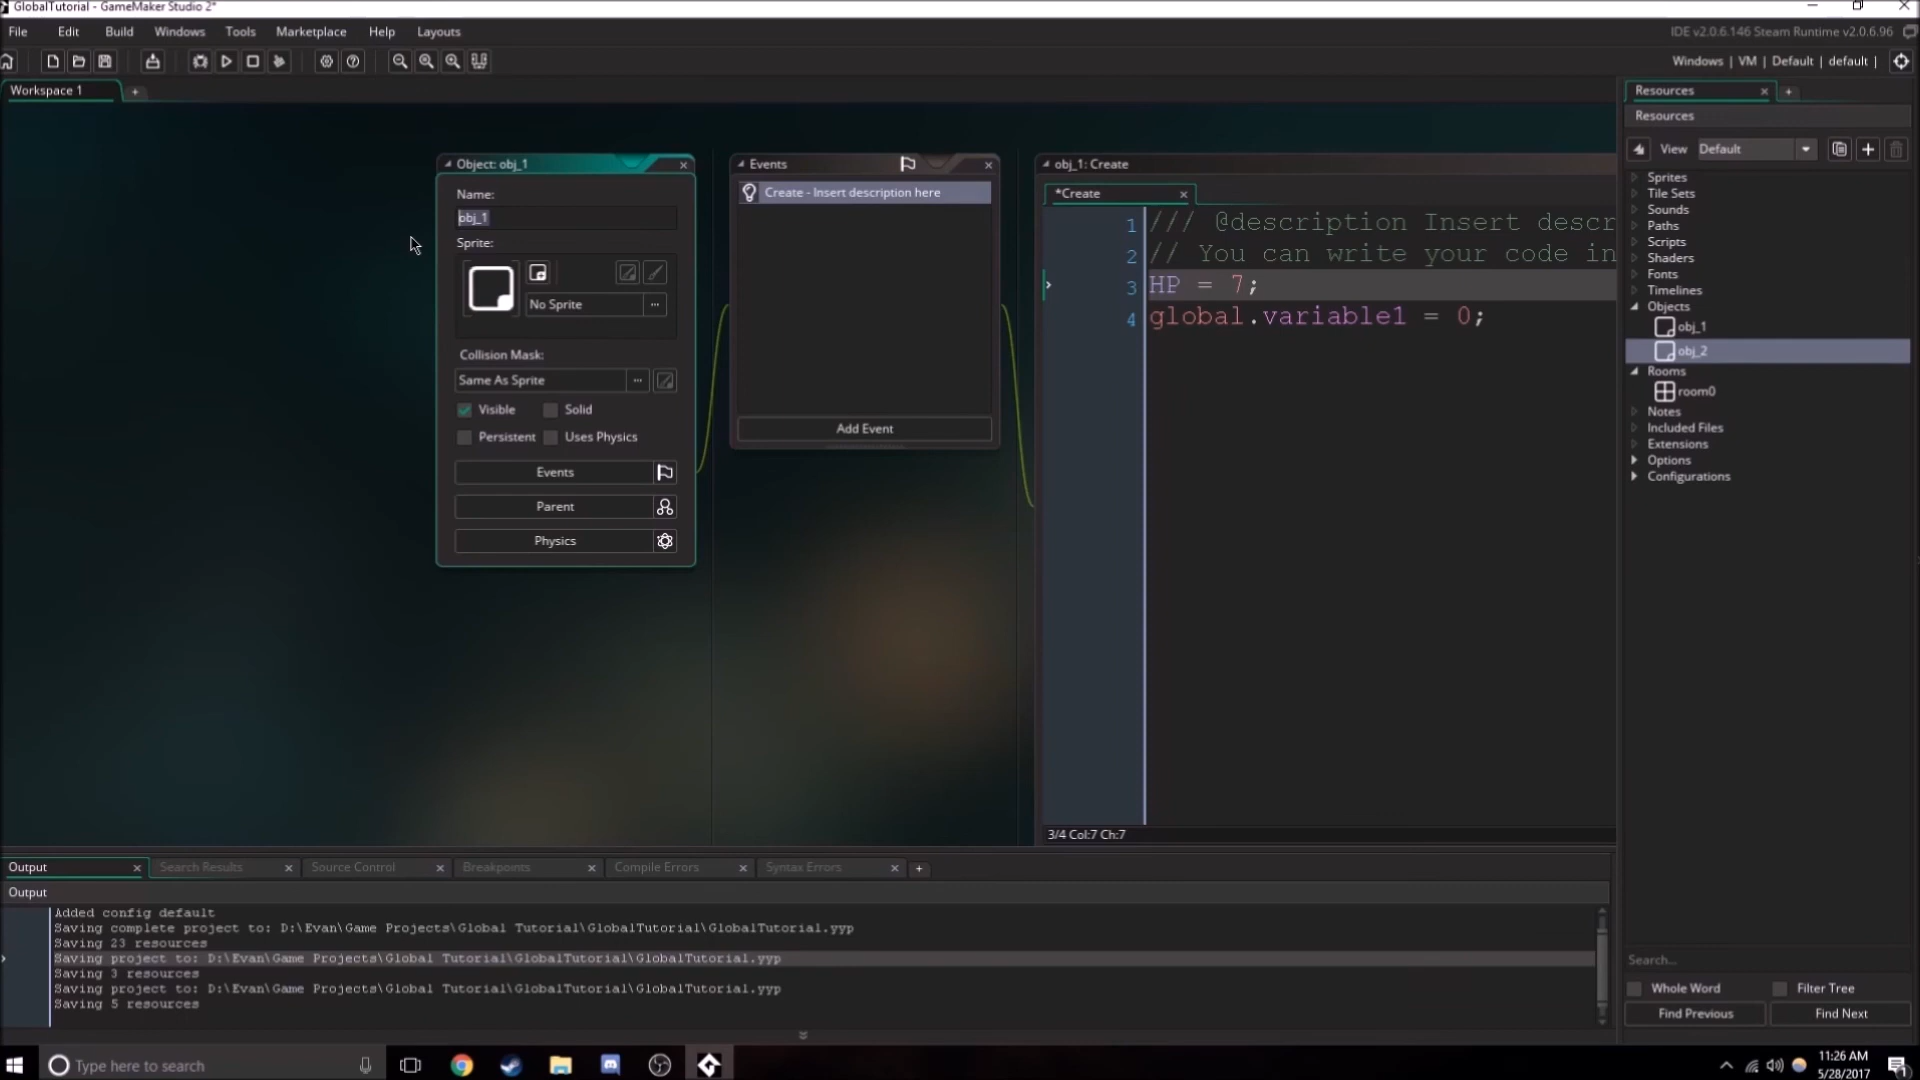 GlobalTutorial - GameMaker Studio 2*
File Edit Build Windows Tools Marketplace Help Layouts
IDE v2.0.6.146 Steam Runtime v2.0.6.96
Windows | VM | Default | default |
Workspace 1
Object: obj_1
Name:
obj_1
Sprite:
No Sprite
Collision Mask:
Same As Sprite
Visible Solid
Persistent Uses Physics
Events
Parent
Physics
Events
Create - Insert description here
Add Event
obj_1: Create
*Create
1 /// @description Insert descr
2 // You can write your code in
3 HP = 7;
4 global.variable1 = 0;
3/4 Col:7 Ch:7
Resources
Resources
View Default
Sprites
Tile Sets
Sounds
Paths
Scripts
Shaders
Fonts
Timelines
Objects
obj_1
obj_2
Rooms
room0
Notes
Included Files
Extensions
Options
Configurations
Search...
Whole Word Filter Tree
Find Previous Find Next
Output Search Results Source Control Breakpoints Compile Errors Syntax Errors
Output
Added config default
Saving complete project to: D:\Evan\Game Projects\Global Tutorial\GlobalTutorial\GlobalTutorial.yyp
Saving 23 resources
Saving project to: D:\Evan\Game Projects\Global Tutorial\GlobalTutorial\GlobalTutorial.yyp
Saving 3 resources
Saving project to: D:\Evan\Game Projects\Global Tutorial\GlobalTutorial\GlobalTutorial.yyp
Saving 5 resources
Type here to search
11:26 AM
5/28/2017